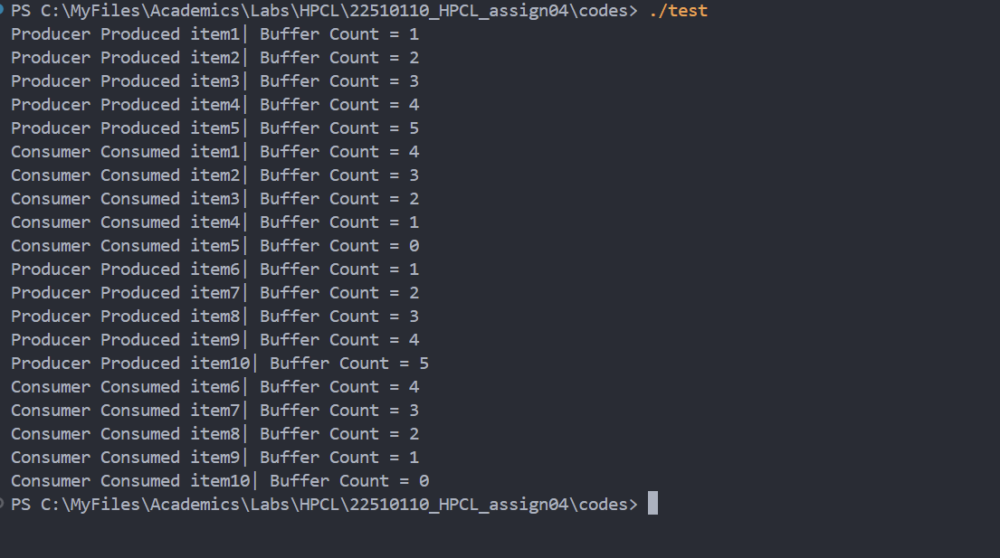 PS C:\MyFiles\Academics\Labs\HPCL\22510110_HPCL_assign04\codes> ./test
Producer Produced item1| Buffer Count = 1
Producer Produced item2| Buffer Count = 2
Producer Produced item3| Buffer Count = 3
Producer Produced item4| Buffer Count = 4
Producer Produced item5| Buffer Count = 5
Consumer Consumed item1| Buffer Count = 4
Consumer Consumed item2| Buffer Count = 3
Consumer Consumed item3| Buffer Count = 2
Consumer Consumed item4| Buffer Count = 1
Consumer Consumed item5| Buffer Count = 0
Producer Produced item6| Buffer Count = 1
Producer Produced item7| Buffer Count = 2
Producer Produced item8| Buffer Count = 3
Producer Produced item9| Buffer Count = 4
Producer Produced item10| Buffer Count = 5
Consumer Consumed item6| Buffer Count = 4
Consumer Consumed item7| Buffer Count = 3
Consumer Consumed item8| Buffer Count = 2
Consumer Consumed item9| Buffer Count = 1
Consumer Consumed item10| Buffer Count = 0
PS C:\MyFiles\Academics\Labs\HPCL\22510110_HPCL_assign04\codes>